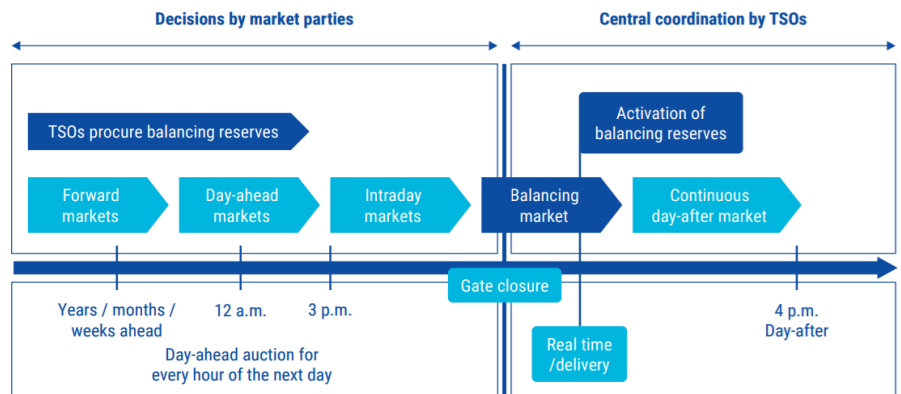 Decisions by market parties
Central coordination by TSOs
TSOs procure balancing reserves
Activation of
balancing reserves
Forward
markets
Day-ahead
markets
Intraday
markets
Balancing
market
Continuous
day-after market
Gate closure
Years / months /
weeks ahead
12 a.m.
3 p.m.
4 p.m.
Day-after
Day-ahead auction for
every hour of the next day
Real time
/delivery